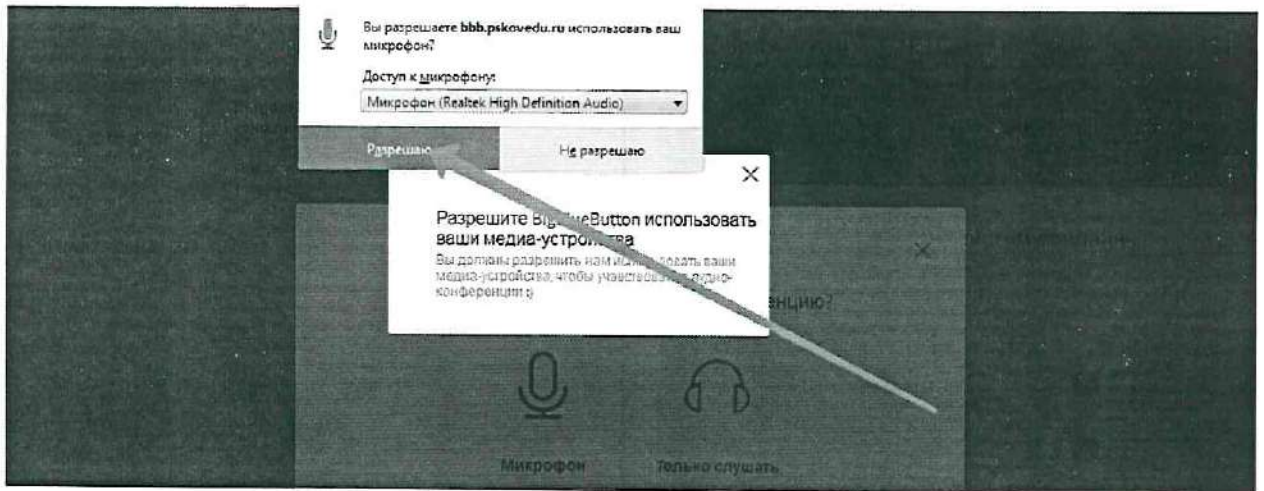 Вы разрешаете bbb.pskovedu.ru использовать ваш
микрофон?
Доступ к микрофону:
Микрофон (Realtek High Definition Audio)
Разрешаю
Не разрешаю
Разрешите BigBlueButton использовать
ваши медиа-устройства
Вы должны разрешить нам использовать ваши
медиа-устройства, чтобы участвовать в аудио-
конференции :)
енцию?
Микрофон
Только слушать